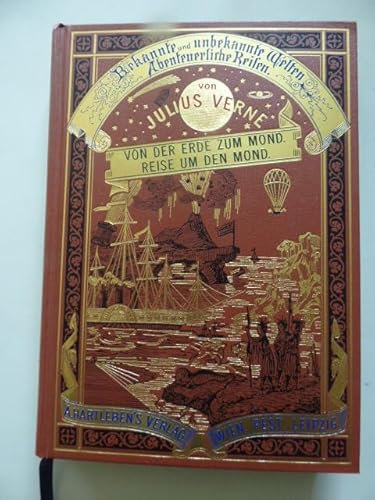 Bekannte und unbekannte Welten.
Abenteuerliche Reisen.
von
JULIUS VERNE
VON DER ERDE ZUM MOND.
REISE UM DEN MOND.
A. HARTLEBEN'S VERLAG.
WIEN. PEST. LEIPZIG.